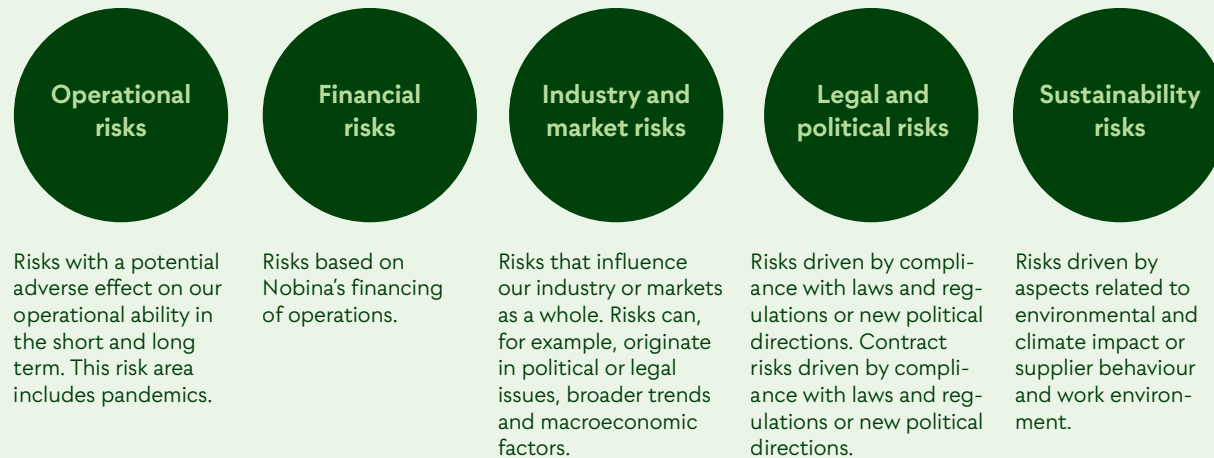 Operational
risks
Financial
risks
Industry and
market risks
Legal and
political risks
Sustainability
risks
Risks with a potential
adverse effect on our
operational ability in
the short and long
term. This risk area
includes pandemics.
Risks based on
Nobina's financing
of operations.
Risks that influence
our industry or markets
as a whole. Risks can,
for example, originate
in political or legal
issues, broader trends
and macroeconomic
factors.
Risks driven by compli-
ance with laws and reg-
ulations or new political
directions. Contract
risks driven by compli-
ance with laws and reg-
ulations or new political
directions.
Risks driven by
aspects related to
environmental and
climate impact or
supplier behaviour
and work environ-
ment.